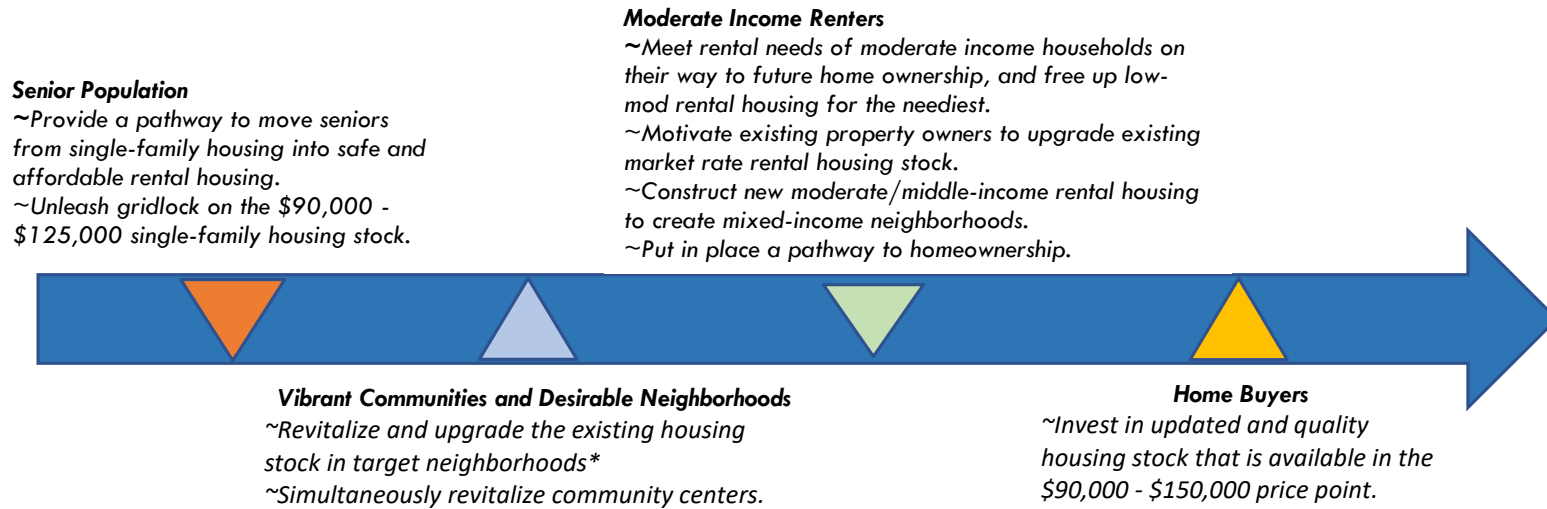 Senior Population
~Provide a pathway to move seniors
from single-family housing into safe and
affordable rental housing.
~Unleash gridlock on the $90,000 -
$125,000 single-family housing stock.
Vibrant Communities and Desirable Neighborhoods
~Revitalize and upgrade the existing housing
stock in target neighborhoods*
~Simultaneously revitalize community centers.
Moderate Income Renters
~Meet rental needs of moderate income households on
their way to future home ownership, and free up low-
mod rental housing for the neediest.
~Motivate existing property owners to upgrade existing
market rate rental housing stock.
~Construct new moderate/middle-income rental housing
to create mixed-income neighborhoods.
~Put in place a pathway to homeownership.
Home Buyers
~Invest in updated and quality
housing stock that is available in the
$90,000 - $150,000 price point.